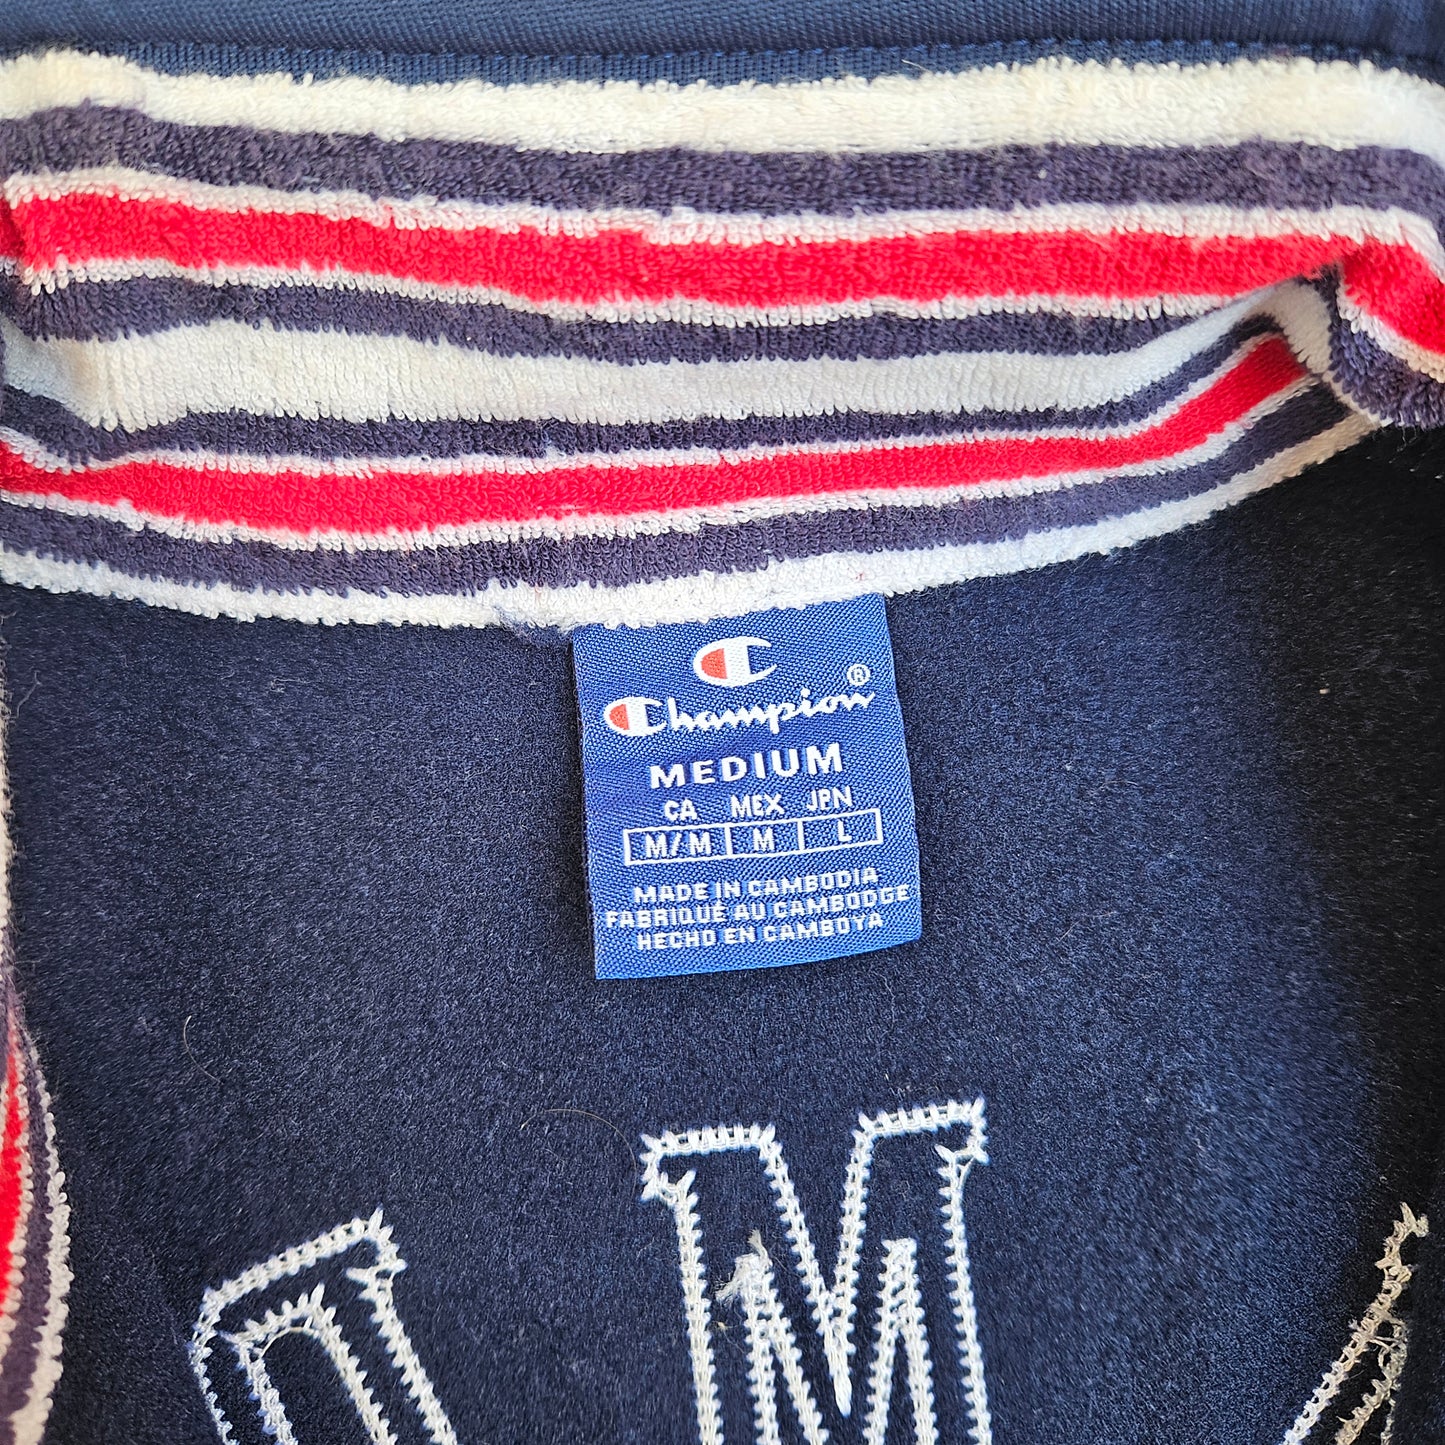 Champion®
MEDIUM
CA MEX JPN
M/M M L
MADE IN CAMBODIA
FABRIQUÉ AU CAMBODGE
HECHO EN CAMBOYA
M